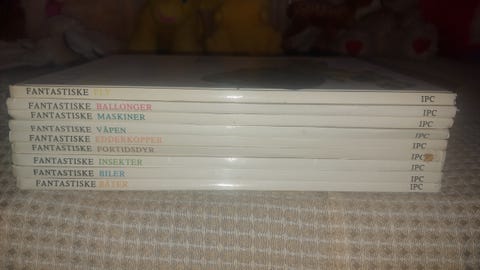 FANTASTISKE FLY IPC
FANTASTISKE BALLONGER IPC
FANTASTISKE MASKINER IPC
FANTASTISKE VÅPEN IPC
FANTASTISKE EDDERKOPPER IPC
FANTASTISKE FORTIDSDYR IPC
FANTASTISKE INSEKTER IPC
FANTASTISKE BILER IPC
FANTASTISKE BÅTER IPC